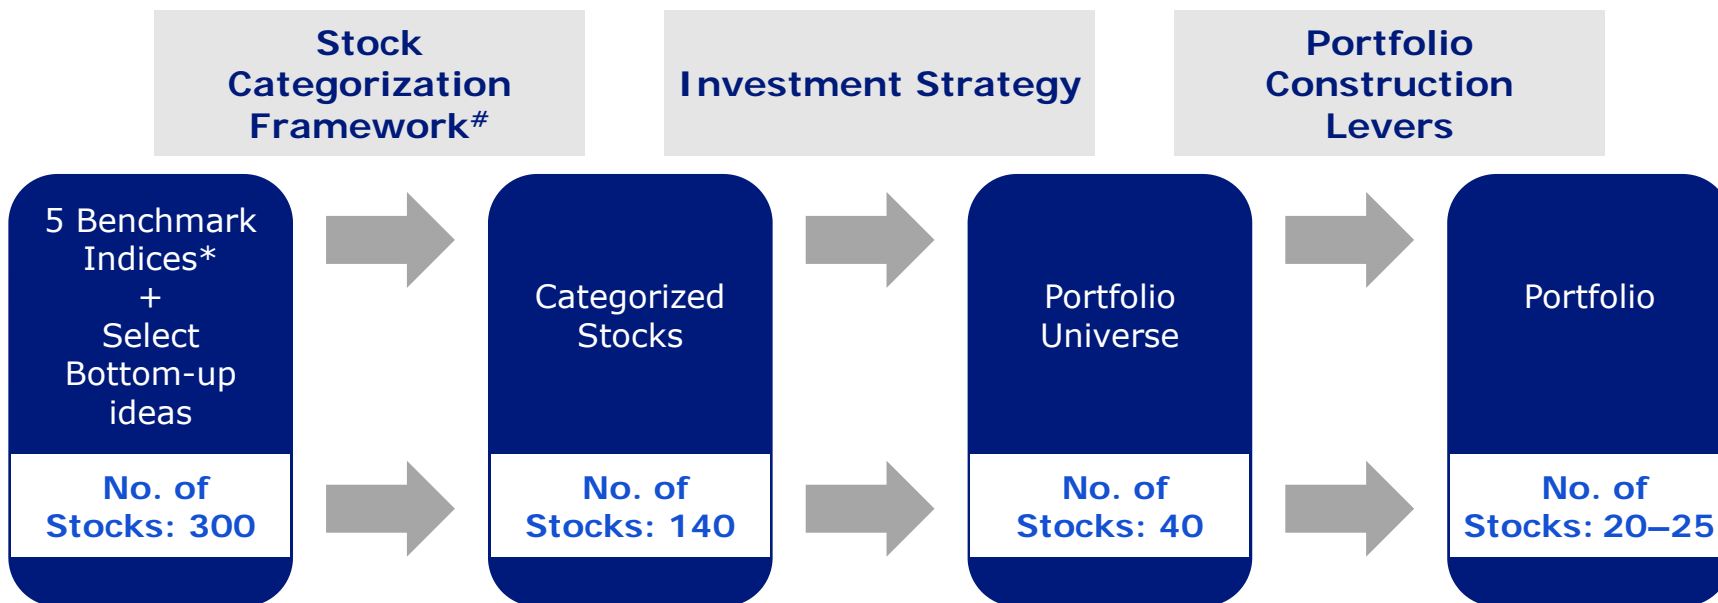 Stock
Categorization
Framework#
Investment Strategy
Portfolio
Construction
Levers
5 Benchmark
Indices*
+
Select
Bottom-up
ideas
No. of
Stocks: 300
Categorized
Stocks
No. of
Stocks: 140
Portfolio
Universe
No. of
Stocks: 40
Portfolio
No. of
Stocks: 20–25